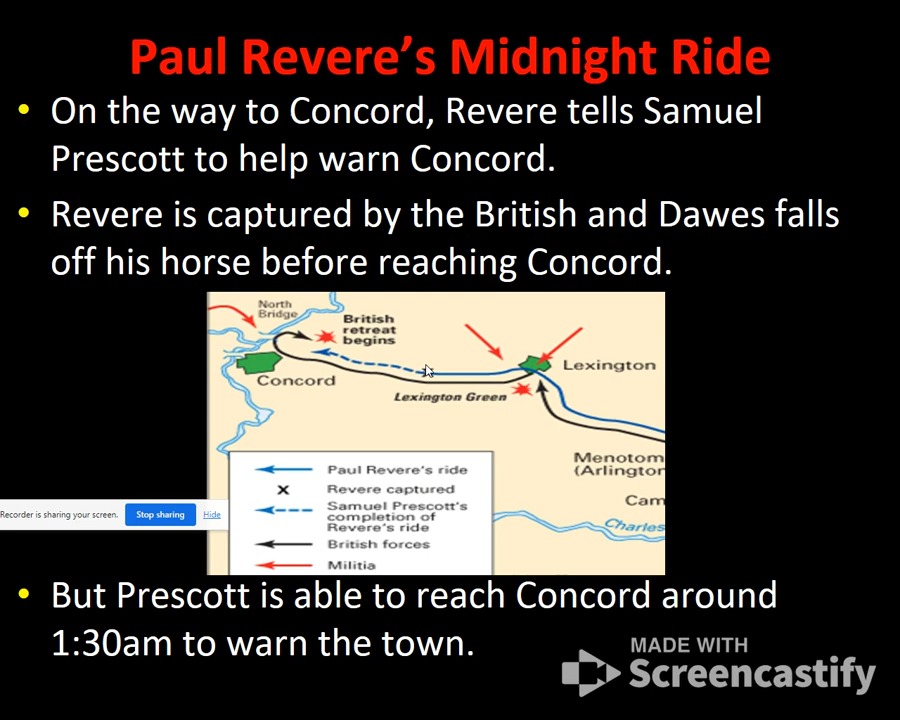 Paul Revere's Midnight Ride
• On the way to Concord, Revere tells Samuel
Prescott to help warn Concord.
• Revere is captured by the British and Dawes falls
off his horse before reaching Concord.
North
Bridge
British
retreat
begins
Concord
Lexington
Lexington Green
Menotom
(Arlington
Cam
Charles
Paul Revere's ride
X Revere captured
Samuel Prescott's
completion of
Revere's ride
British forces
Militia
Recorder is sharing your screen. Stop sharing Hide
• But Prescott is able to reach Concord around
1:30am to warn the town.
MADE WITH
Screencastify